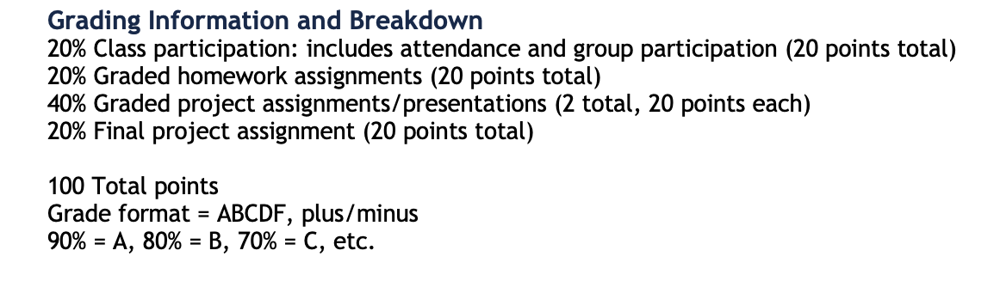 Grading Information and Breakdown
20% Class participation: includes attendance and group participation (20 points total)
20% Graded homework assignments (20 points total)
40% Graded project assignments/presentations (2 total, 20 points each)
20% Final project assignment (20 points total)
100 Total points
Grade format = ABCDF, plus/minus
90% = A, 80% = B, 70% = C, etc.